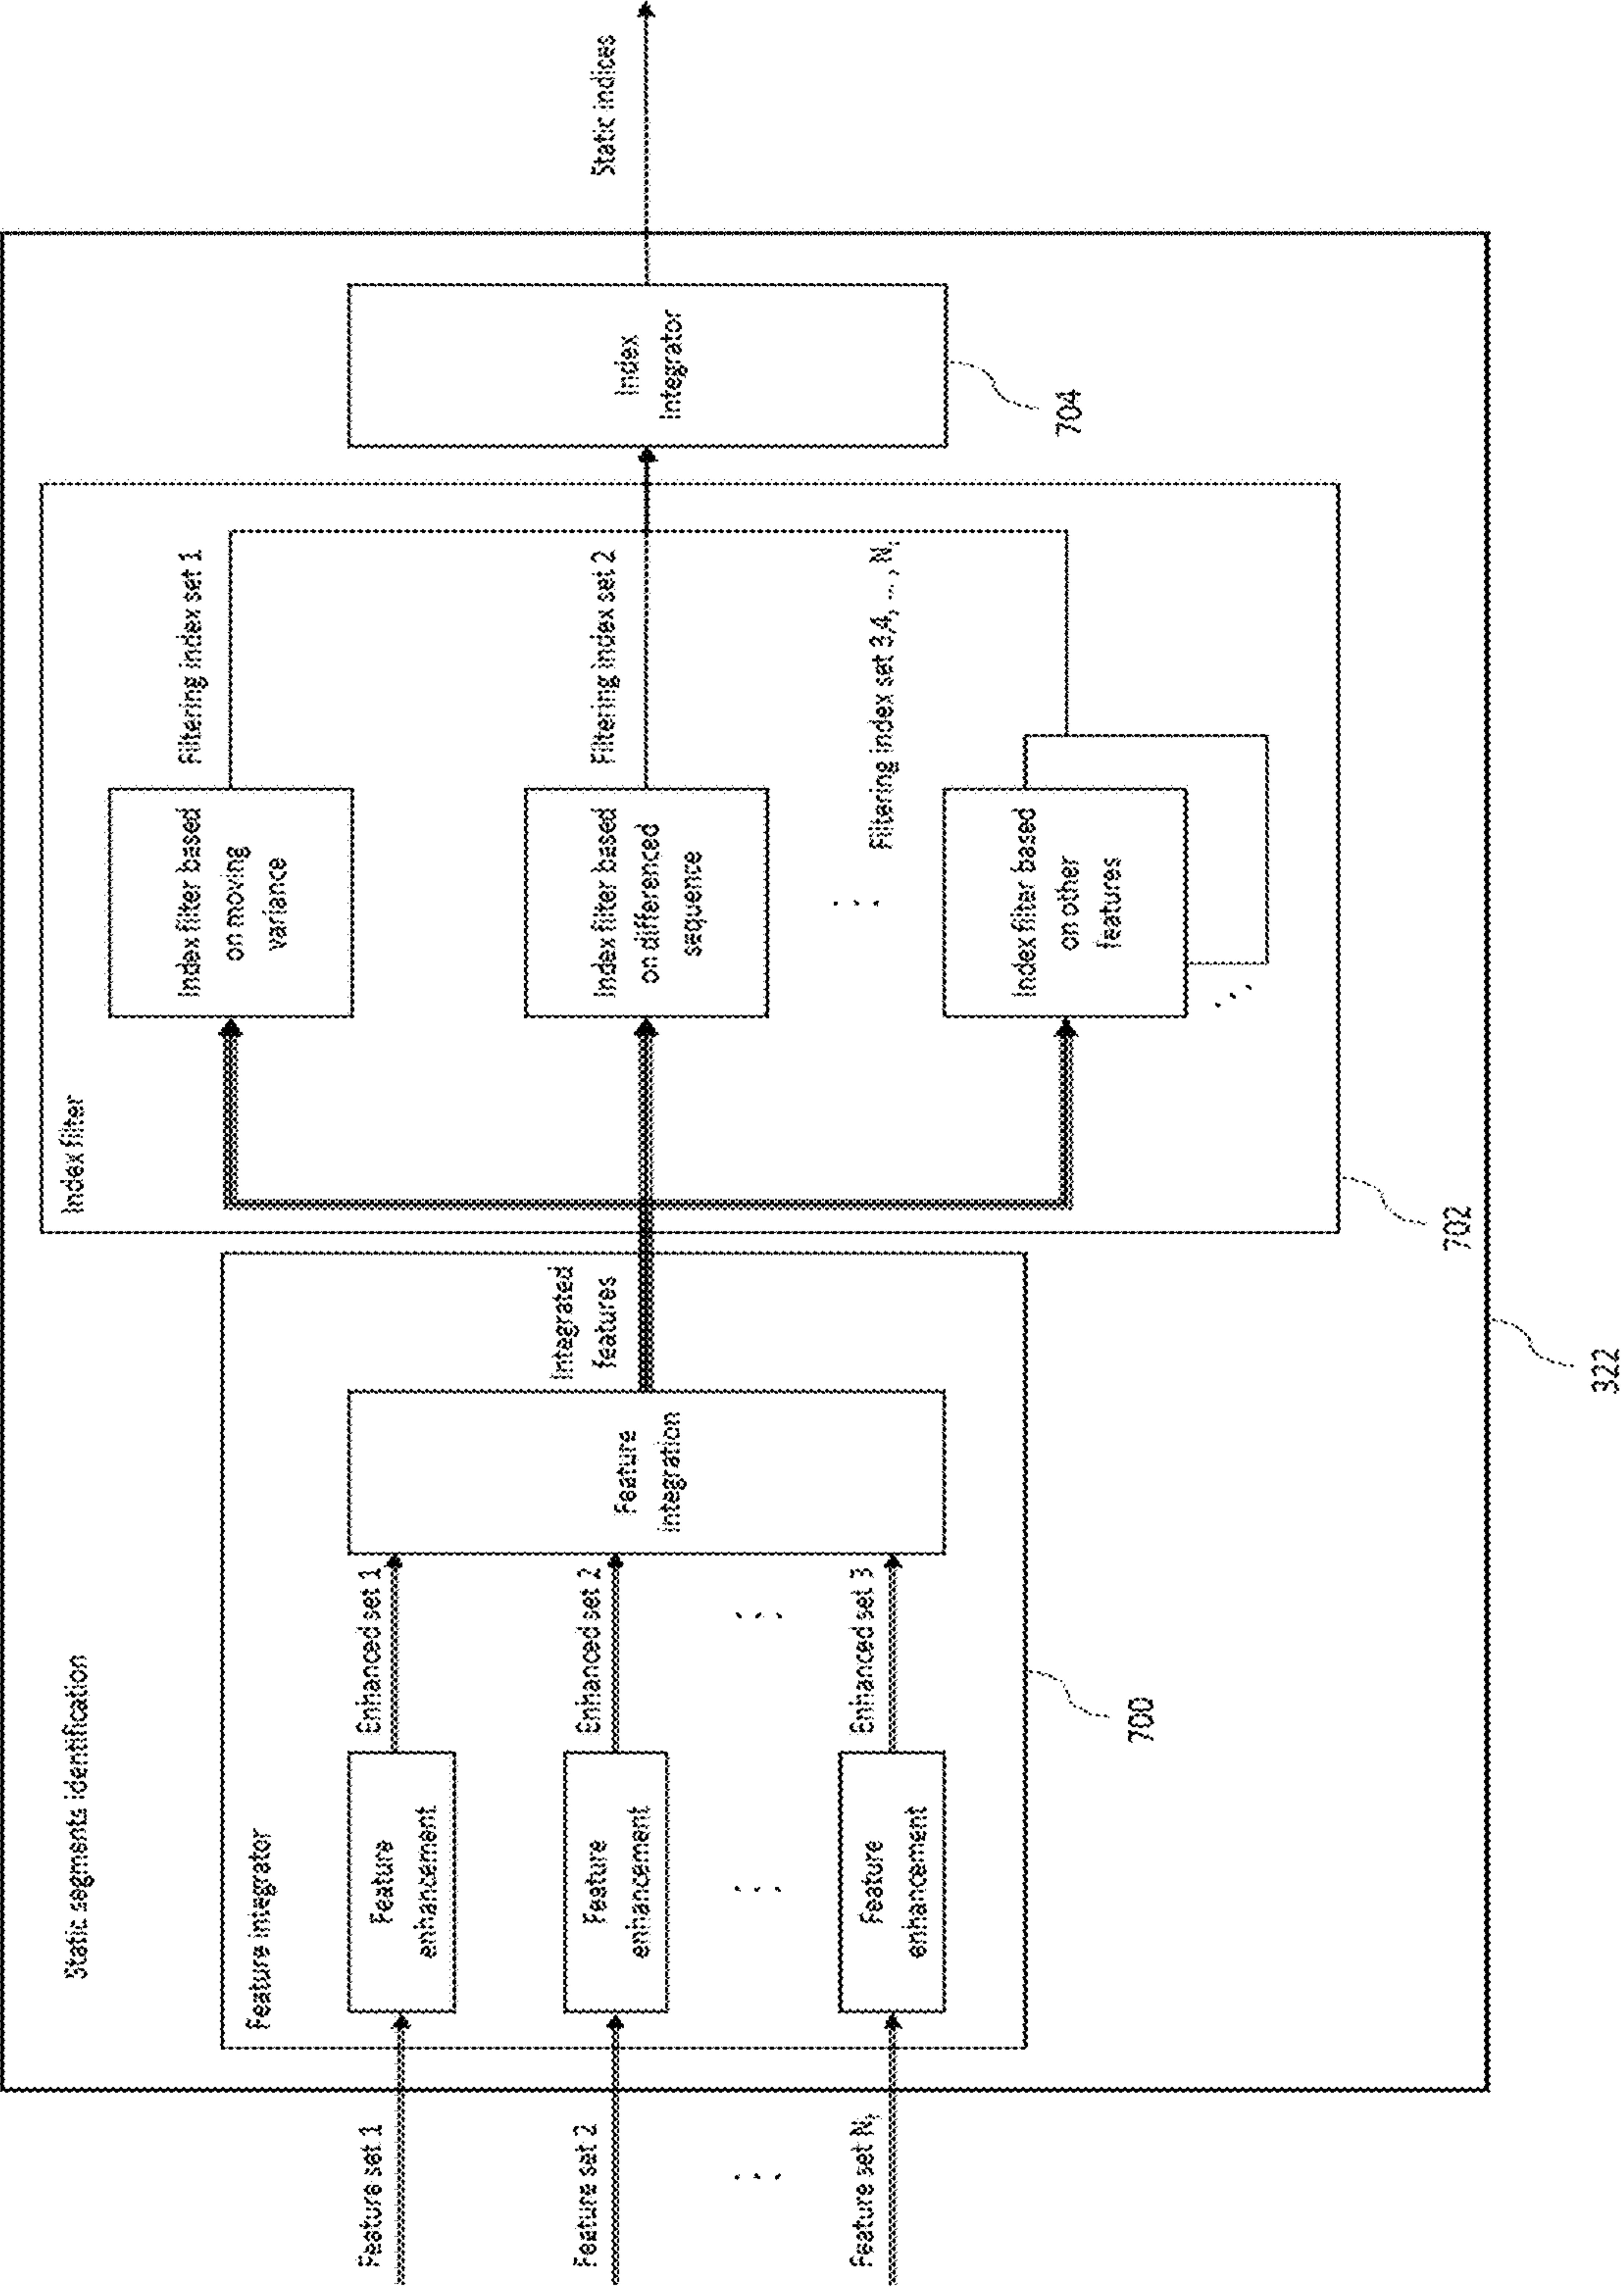 Static segments identification
Feature integrator
Feature set 1
Feature set 2
. . .
Feature set Nf
Feature
enhancement
Feature
enhancement
. . .
Feature
enhancement
Enhanced set 1
Enhanced set 2
. . .
Enhanced set 3
Feature
integration
Integrated
features
700
Index filter
Index filter based
on moving
variance
Index filter based
on differenced
sequence
. . .
Index filter based
on other
features
. . .
Filtering index set 1
Filtering index set 2
Filtering index set 3,4, ... , Ni
702
Index
integrator
704
Static indices
322